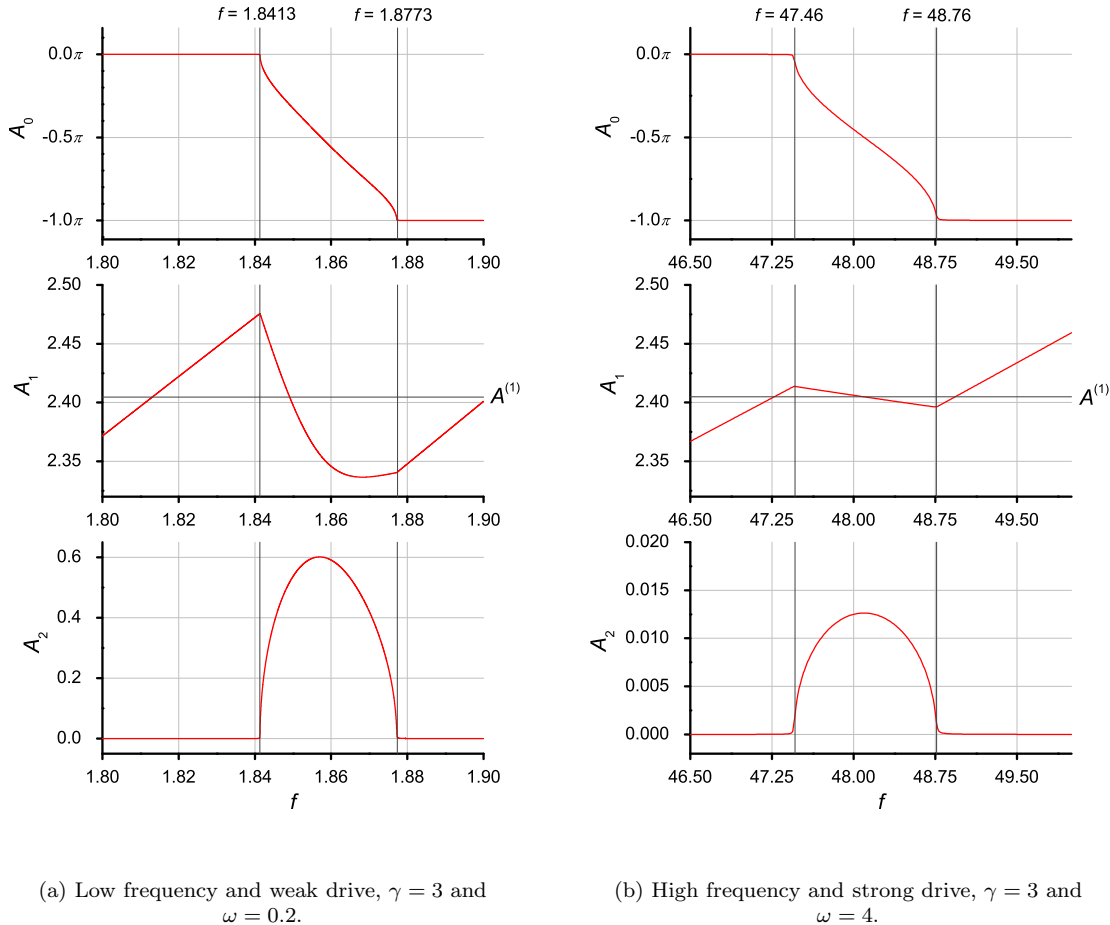 f = 1.8413 f = 1.8773
0.0π
-0.5π
-1.0π
A0
1.80 1.82 1.84 1.86 1.88 1.90
2.50
2.45
2.40
2.35
A1
A(1)
1.80 1.82 1.84 1.86 1.88 1.90
0.6
0.4
0.2
0.0
A2
1.80 1.82 1.84 1.86 1.88 1.90
f
(a) Low frequency and weak drive, γ = 3 and
ω = 0.2.
f = 47.46 f = 48.76
0.0π
-0.5π
-1.0π
A0
46.50 47.25 48.00 48.75 49.50
2.50
2.45
2.40
2.35
A1
A(1)
46.50 47.25 48.00 48.75 49.50
0.020
0.015
0.010
0.005
0.000
A2
46.50 47.25 48.00 48.75 49.50
f
(b) High frequency and strong drive, γ = 3 and
ω = 4.